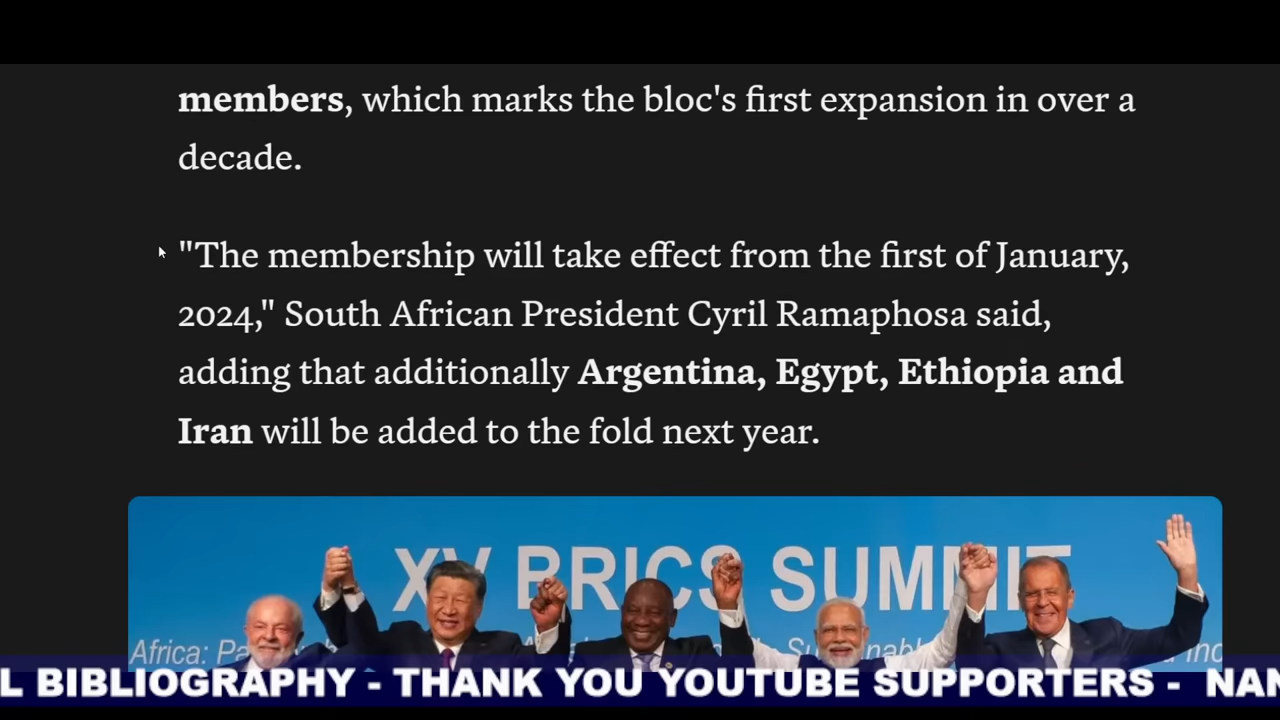 members, which marks the bloc's first expansion in over a
decade.
"The membership will take effect from the first of January,
2024," South African President Cyril Ramaphosa said,
adding that additionally Argentina, Egypt, Ethiopia and
Iran will be added to the fold next year.
XV BRICS SUMMIT
Africa:
L BIBLIOGRAPHY - THANK YOU YOUTUBE SUPPORTERS - NAN